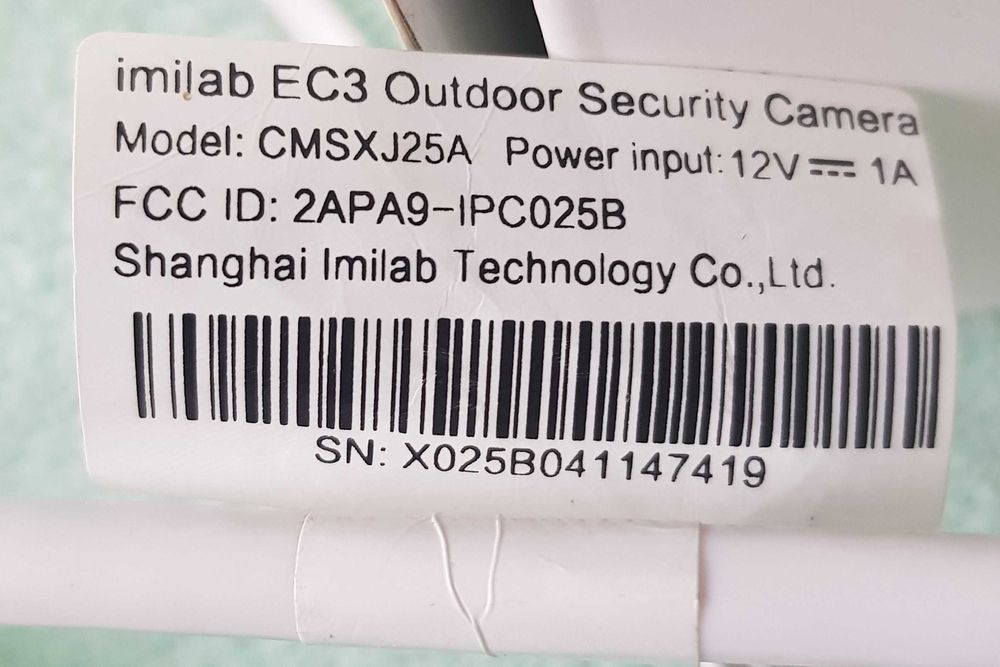 imilab EC3 Outdoor Security Camera
Model: CMSXJ25A Power input: 12V⎓1A
FCC ID: 2APA9-IPC025B
Shanghai Imilab Technology Co.,Ltd.
SN: X025B041147419